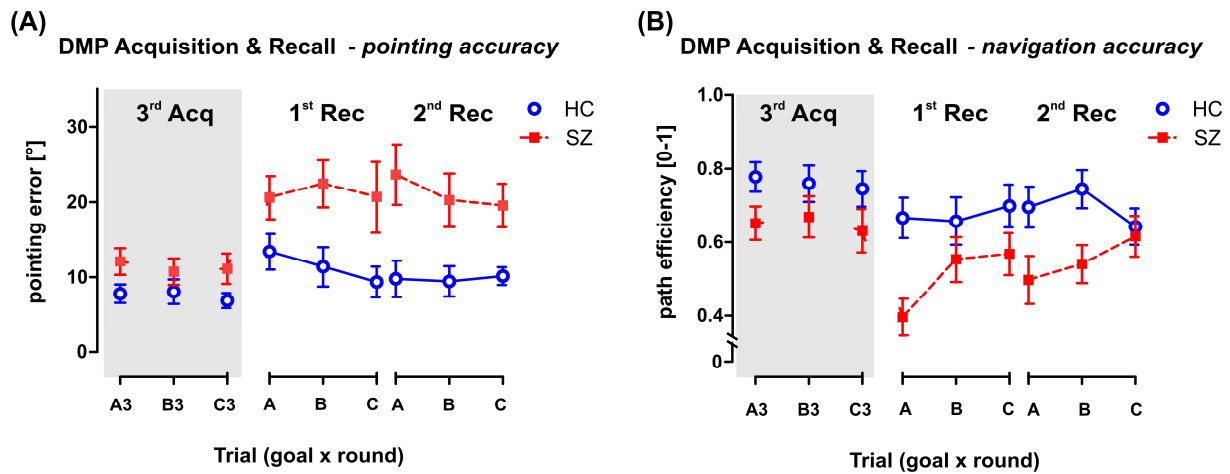 (A)
DMP Acquisition & Recall - pointing accuracy
pointing error [°]
30
20
10
0
3rd Acq
1st Rec
2nd Rec
HC
SZ
A3 B3 C3 A B C A B C
Trial (goal x round)
(B)
DMP Acquisition & Recall - navigation accuracy
path efficiency [0-1]
1.0
0.8
0.6
0.4
0
3rd Acq
1st Rec
2nd Rec
HC
SZ
A3 B3 C3 A B C A B C
Trial (goal x round)